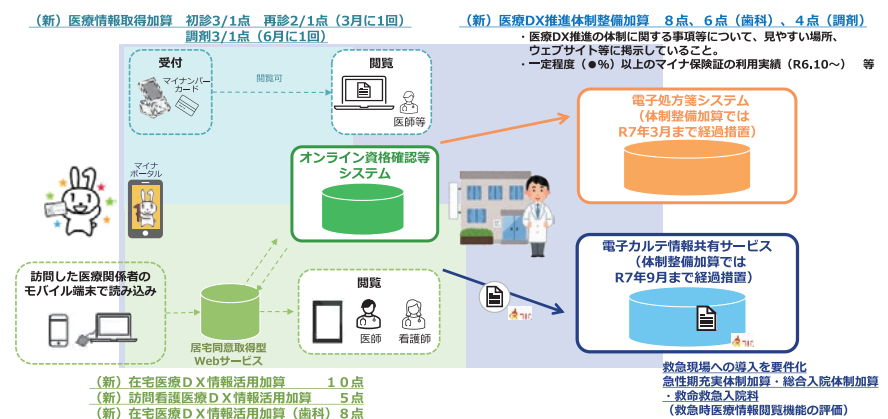 （新）医療情報取得加算　初診3/1点　再診2/1点（3月に1回）
調剤3/1点（6月に1回）
（新）医療DX推進体制整備加算　８点、６点（歯科）、４点（調剤）
・医療DX推進の体制に関する事項等について、見やすい場所、
ウェブサイト等に掲示していること。
・一定程度（●％）以上のマイナ保険証の利用実績（R6.10～）　等
受付
マイナンバー
カード
閲覧可
閲覧
医師等
オンライン資格確認等
システム
電子処方箋システム
（体制整備加算では
R7年3月まで経過措置）
マイナ
ポータル
電子カルテ情報共有サービス
（体制整備加算では
R7年9月まで経過措置）
訪問した医療関係者の
モバイル端末で読み込み
居宅同意取得型
Webサービス
閲覧
医師
看護師
（新）在宅医療ＤＸ情報活用加算　　　１０点
（新）訪問看護医療ＤＸ情報活用加算　　５点
（新）在宅医療ＤＸ情報活用加算（歯科）８点
救急現場への導入を要件化
急性期充実体制加算・総合入院体制加算
・救命救急入院料
（救急時医療情報閲覧機能の評価）